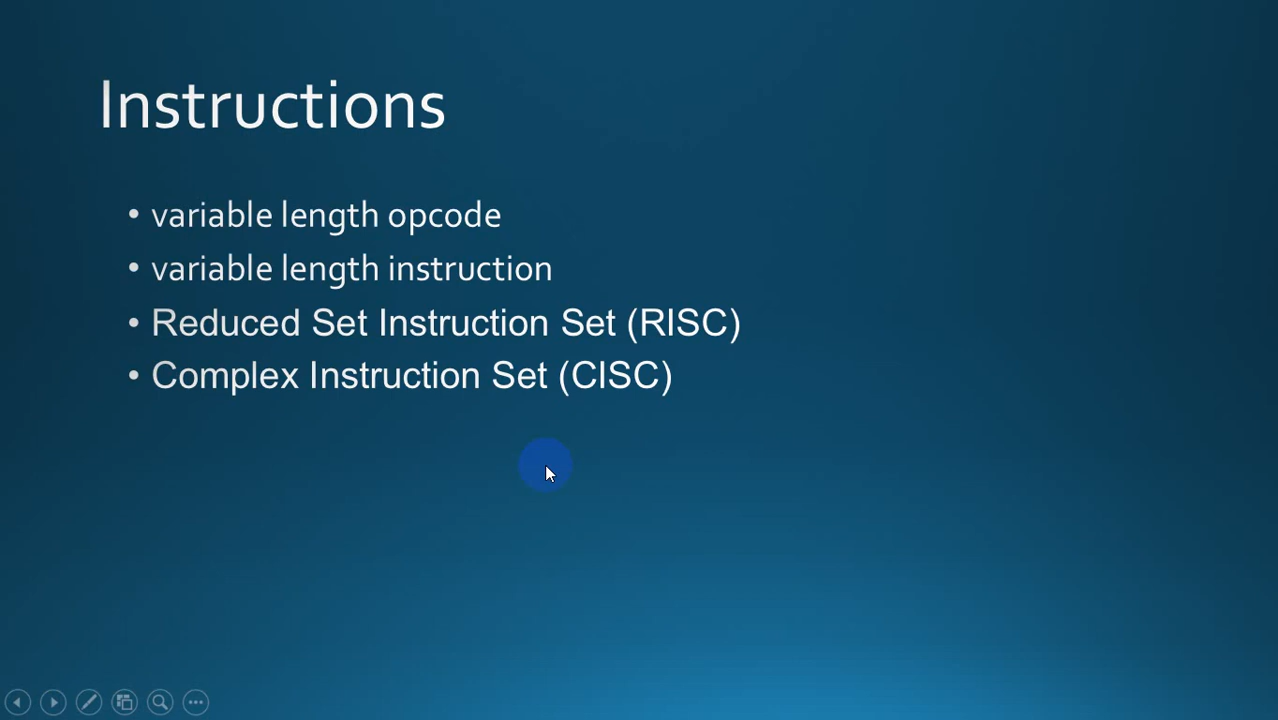 Instructions
• variable length opcode
• variable length instruction
• Reduced Set Instruction Set (RISC)
• Complex Instruction Set (CISC)